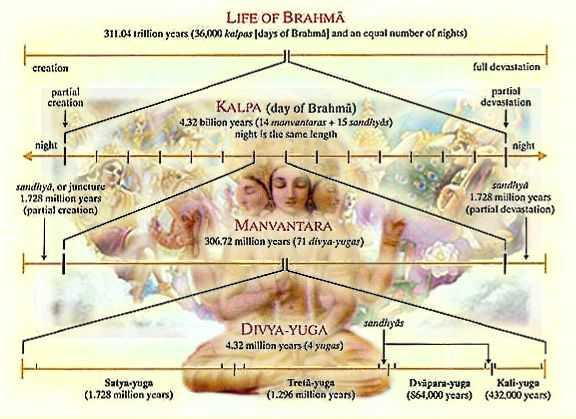 LIFE OF BRAHMĀ
311.04 trillion years (36,000 kalpas [days of Brahmā] and an equal number of nights)
creation
full devastation
partial
creation
partial
devastation
KALPA (day of Brahmā)
4.32 billion years (14 manvantaras + 15 sandhyās)
night is the same length
night
night
sandhyā, or juncture
1.728 million years
(partial creation)
sandhyā
1.728 million years
(partial devastation)
MANVANTARA
306.72 million years (71 divya-yugas)
DIVYA-YUGA
4.32 million years (4 yugas)
sandhyās
Satya-yuga
(1.728 million years)
Tretā-yuga
(1.296 million years)
Dvāpara-yuga
(864,000 years)
Kali-yuga
(432,000 years)